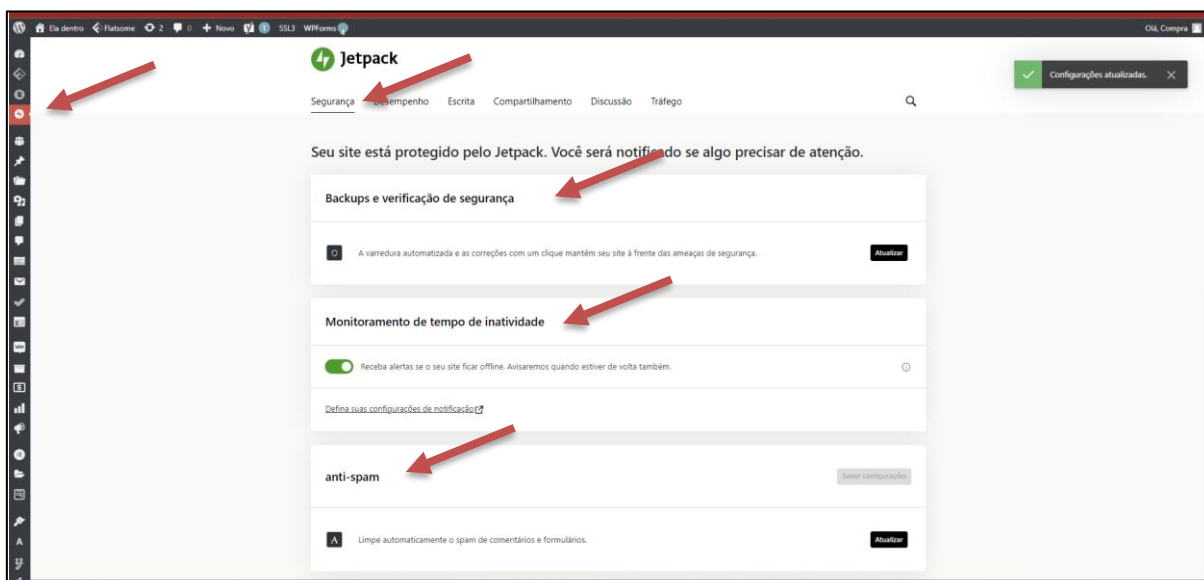 Ela dentro Flatsome 2 0 + Novo 1 SSL3 WPForms Olá, Compra
Jetpack
Configurações atualizadas.
Segurança Desempenho Escrita Compartilhamento Discussão Tráfego
Seu site está protegido pelo Jetpack. Você será notificado se algo precisar de atenção.
Backups e verificação de segurança
A varredura automatizada e as correções com um clique mantêm seu site à frente das ameaças de segurança. Atualizar
Monitoramento de tempo de inatividade
Receba alertas se o seu site ficar offline. Avisaremos quando estiver de volta também.
Defina suas configurações de notificação
anti-spam Salvar configurações
A Limpe automaticamente o spam de comentários e formulários. Atualizar